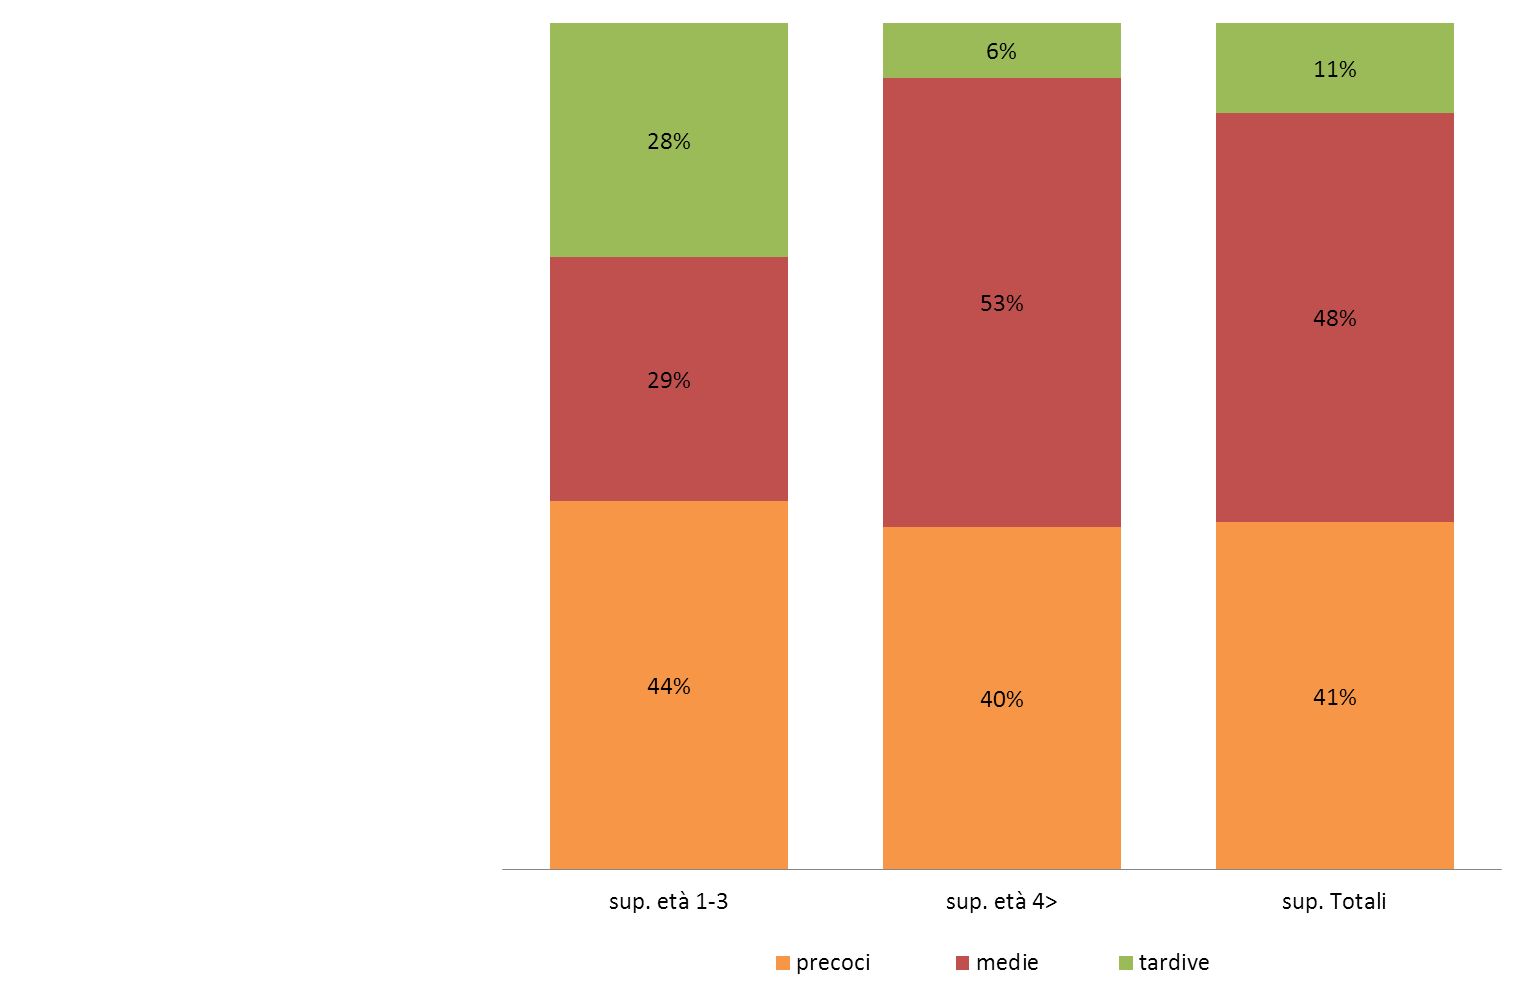 6%
11%
28%
53%
48%
29%
44%
40%
41%
sup. età 1-3
sup. età 4>
sup. Totali
precoci
medie
tardive